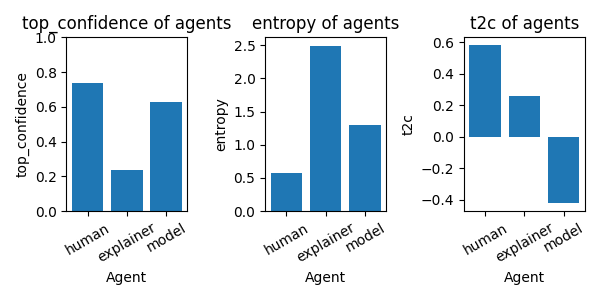 top_confidence of agents
1.0
0.8
0.6
0.4
0.2
0.0
top_confidence
human
explainer
model
Agent
entropy of agents
2.5
2.0
1.5
1.0
0.5
0.0
entropy
human
explainer
model
Agent
t2c of agents
0.6
0.4
0.2
0.0
−0.2
−0.4
t2c
human
explainer
model
Agent